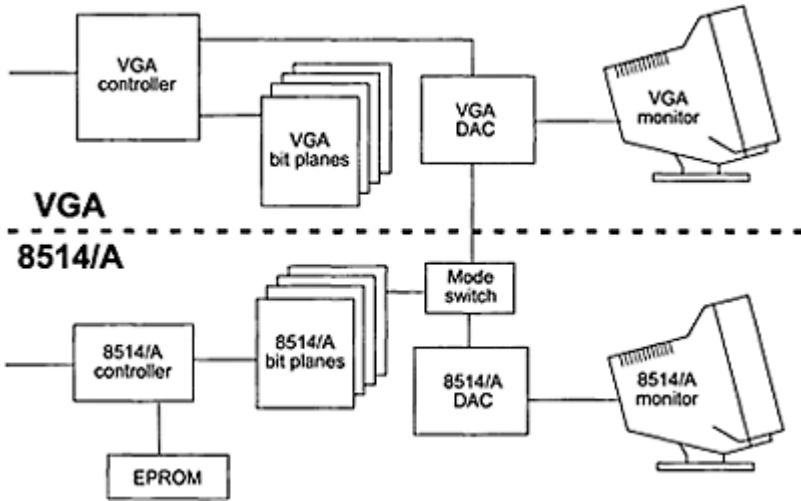 VGA
controller
VGA
bit planes
VGA
DAC
VGA
monitor
VGA
8514/A
Mode
switch
8514/A
controller
8514/A
bit planes
8514/A
DAC
8514/A
monitor
EPROM